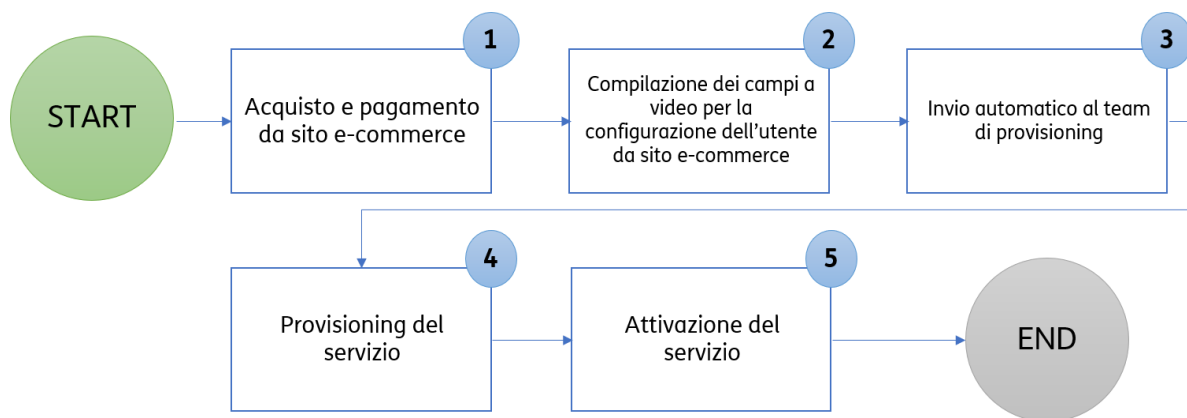 START
1
Acquisto e pagamento
da sito e-commerce
2
Compilazione dei campi a
video per la
configurazione dell'utente
da sito e-commerce
3
Invio automatico al team
di provisioning
4
Provisioning del
servizio
5
Attivazione del
servizio
END